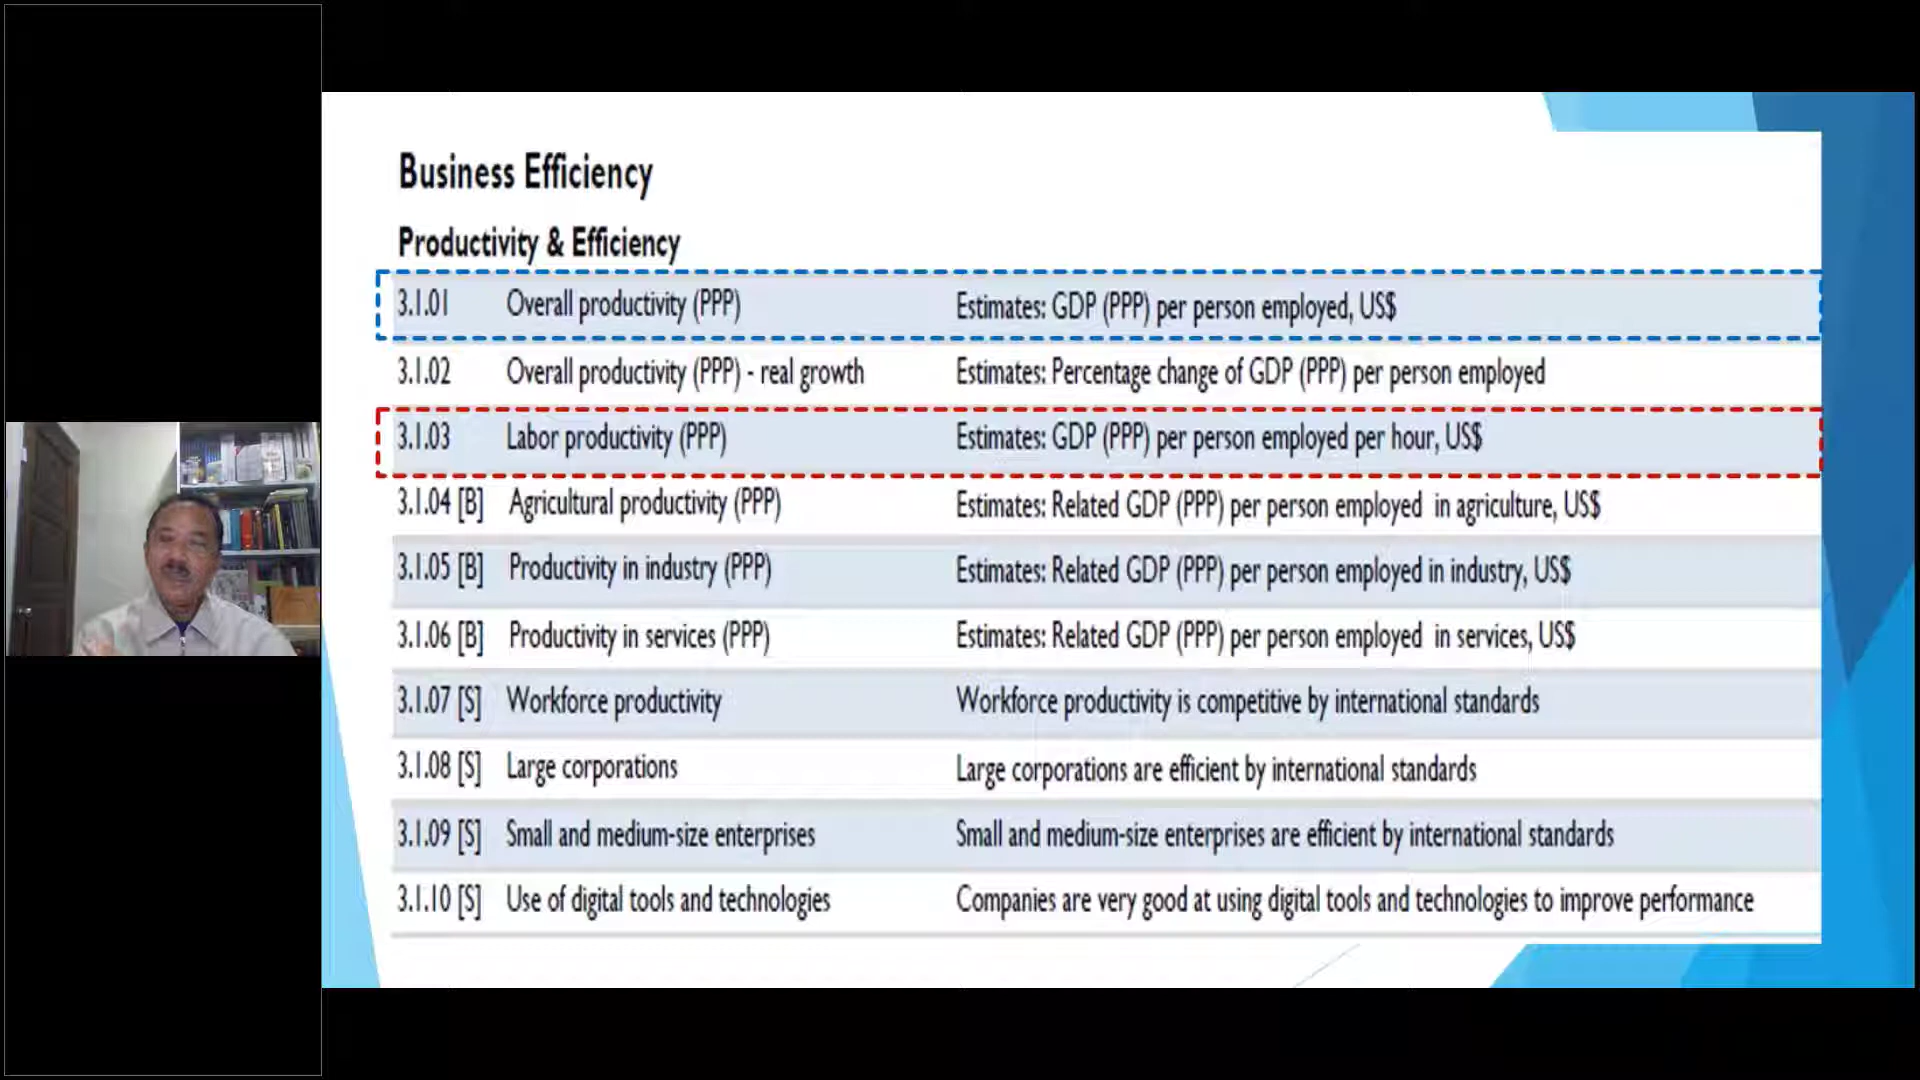 Business Efficiency
Productivity & Efficiency
3.1.01 Overall productivity (PPP) Estimates: GDP (PPP) per person employed, US$
3.1.02 Overall productivity (PPP) - real growth Estimates: Percentage change of GDP (PPP) per person employed
3.1.03 Labor productivity (PPP) Estimates: GDP (PPP) per person employed per hour, US$
3.1.04 [B] Agricultural productivity (PPP) Estimates: Related GDP (PPP) per person employed in agriculture, US$
3.1.05 [B] Productivity in industry (PPP) Estimates: Related GDP (PPP) per person employed in industry, US$
3.1.06 [B] Productivity in services (PPP) Estimates: Related GDP (PPP) per person employed in services, US$
3.1.07 [S] Workforce productivity Workforce productivity is competitive by international standards
3.1.08 [S] Large corporations Large corporations are efficient by international standards
3.1.09 [S] Small and medium-size enterprises Small and medium-size enterprises are efficient by international standards
3.1.10 [S] Use of digital tools and technologies Companies are very good at using digital tools and technologies to improve performance